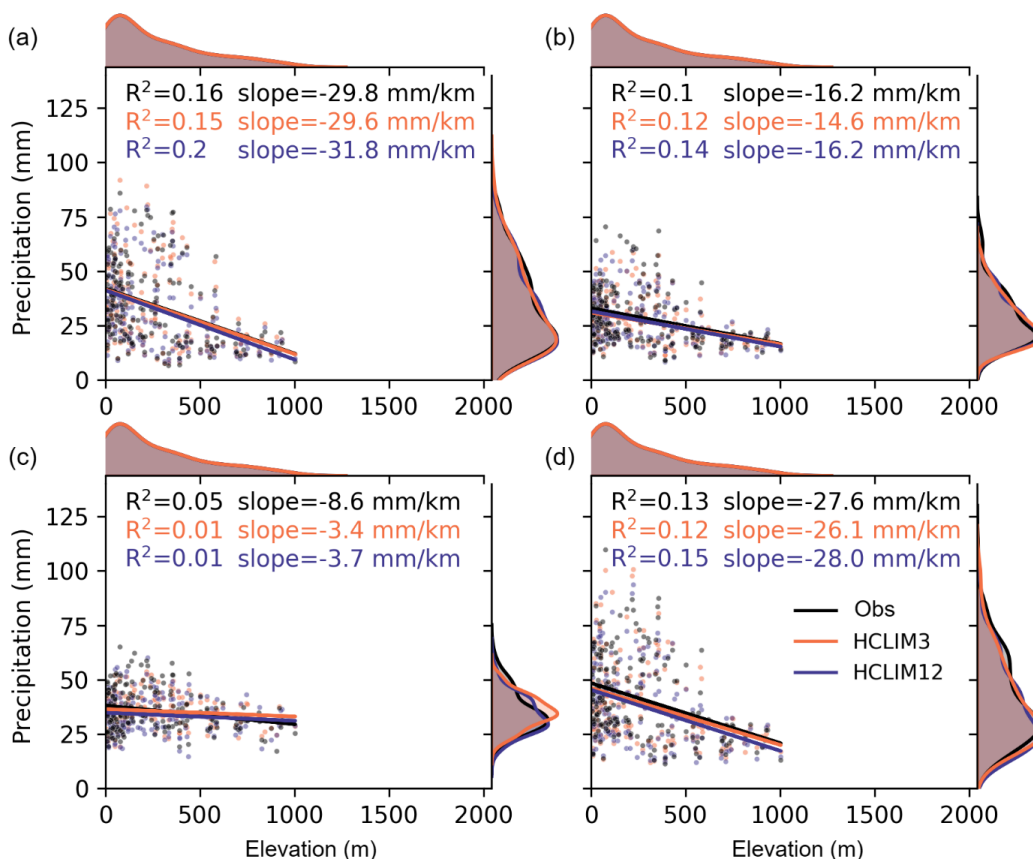 (a)
R²=0.16 slope=-29.8 mm/km
R²=0.15 slope=-29.6 mm/km
R²=0.2 slope=-31.8 mm/km
Precipitation (mm)
125
100
75
50
25
0
0 500 1000 1500 2000
(b)
R²=0.1 slope=-16.2 mm/km
R²=0.12 slope=-14.6 mm/km
R²=0.14 slope=-16.2 mm/km
0 500 1000 1500 2000
(c)
R²=0.05 slope=-8.6 mm/km
R²=0.01 slope=-3.4 mm/km
R²=0.01 slope=-3.7 mm/km
Precipitation (mm)
125
100
75
50
25
0
0 500 1000 1500 2000
Elevation (m)
(d)
R²=0.13 slope=-27.6 mm/km
R²=0.12 slope=-26.1 mm/km
R²=0.15 slope=-28.0 mm/km
Obs
HCLIM3
HCLIM12
0 500 1000 1500 2000
Elevation (m)